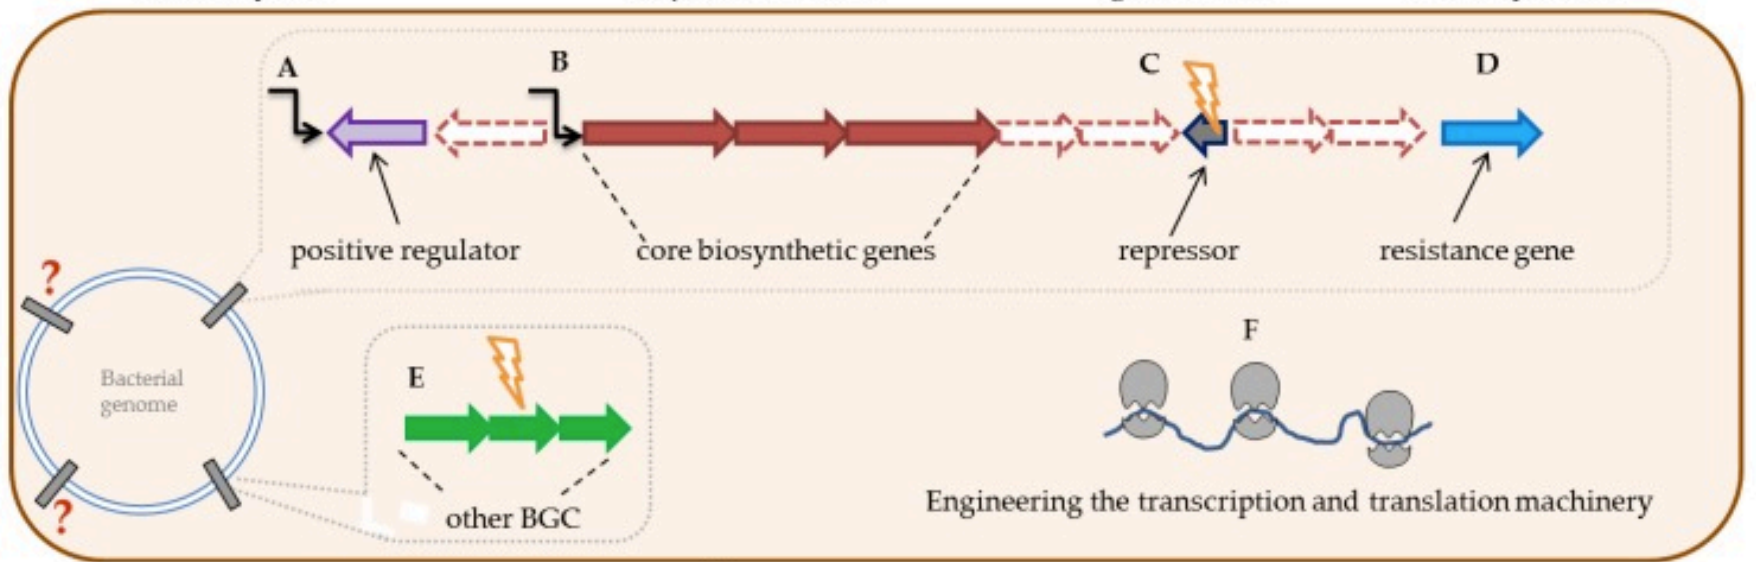 A
B
C
D
positive regulator
core biosynthetic genes
repressor
resistance gene
?
Bacterial
genome
?
E
other BGC
F
Engineering the transcription and translation machinery